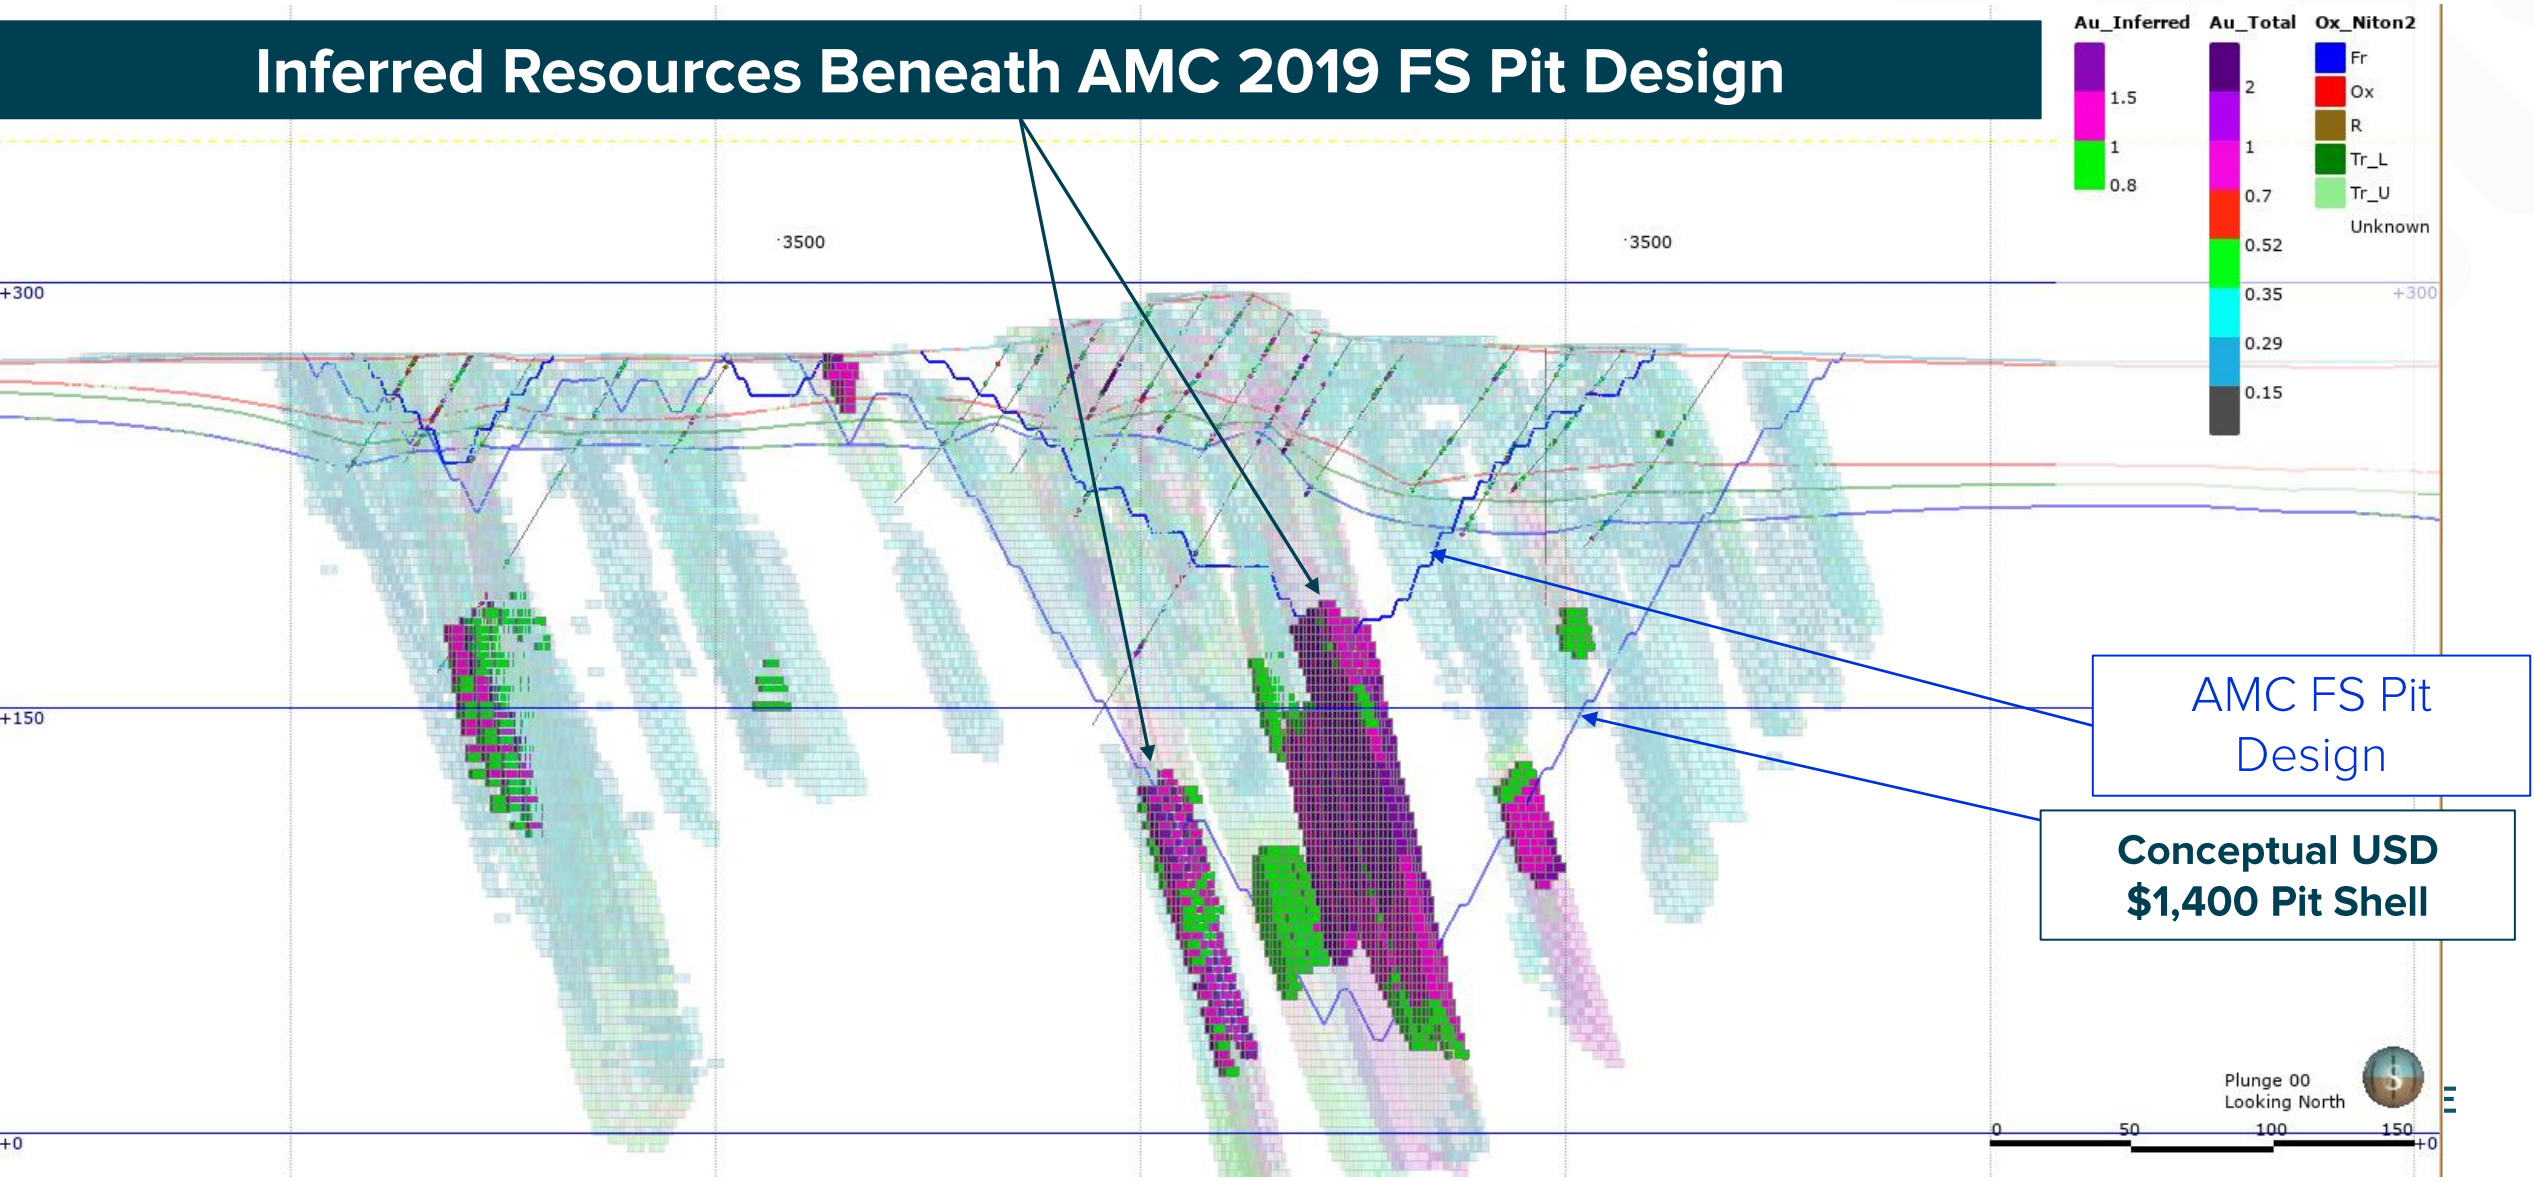 Inferred Resources Beneath AMC 2019 FS Pit Design
Au_Inferred
1.5
1
0.8
Au_Total
2
1
0.7
0.52
0.35
0.29
0.15
Ox_Niton2
Fr
Ox
R
Tr_L
Tr_U
Unknown
3500
3500
+300
+300
+150
AMC FS Pit
Design
Conceptual USD
$1,400 Pit Shell
Plunge 00
Looking North
S
0
50
100
150
+0
+0